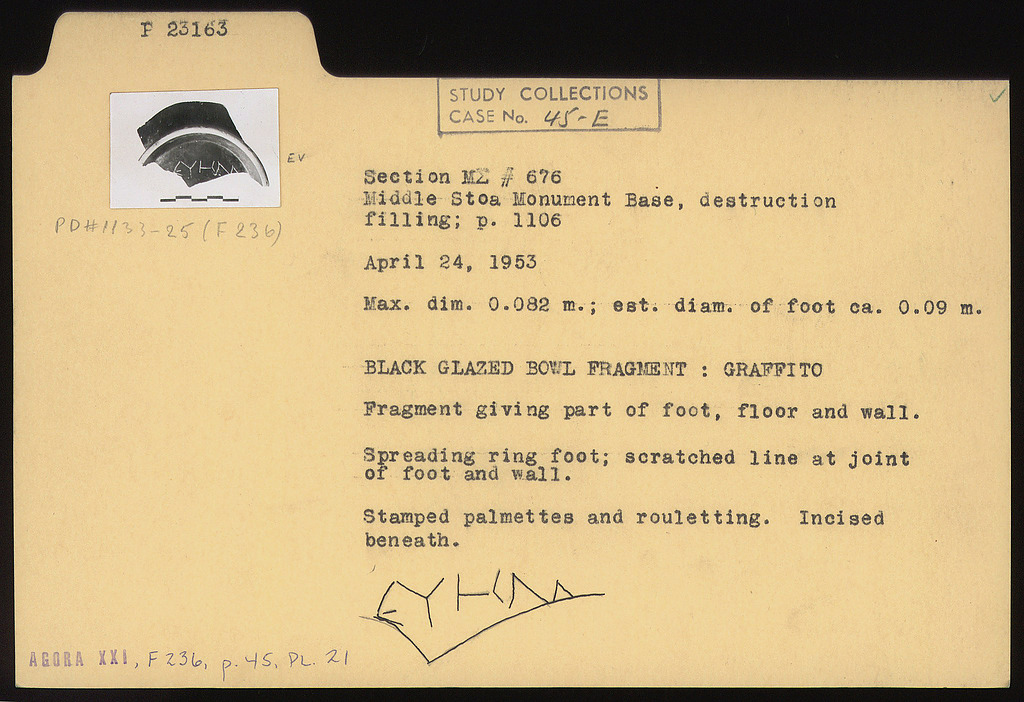 P 23163
STUDY COLLECTIONS
CASE No. 45-E
EV
PD#1133-25 (F236)
Section ΜΣ # 676
Middle Stoa Monument Base, destruction
filling; p. 1106
April 24, 1953
Max. dim. 0.082 m.; est. diam. of foot ca. 0.09 m.
BLACK GLAZED BOWL FRAGMENT : GRAFFITO
Fragment giving part of foot, floor and wall.
Spreading ring foot; scratched line at joint
of foot and wall.
Stamped palmettes and rouletting.  Incised
beneath.
AGORA XXI, F 236, p. 45, PL. 21